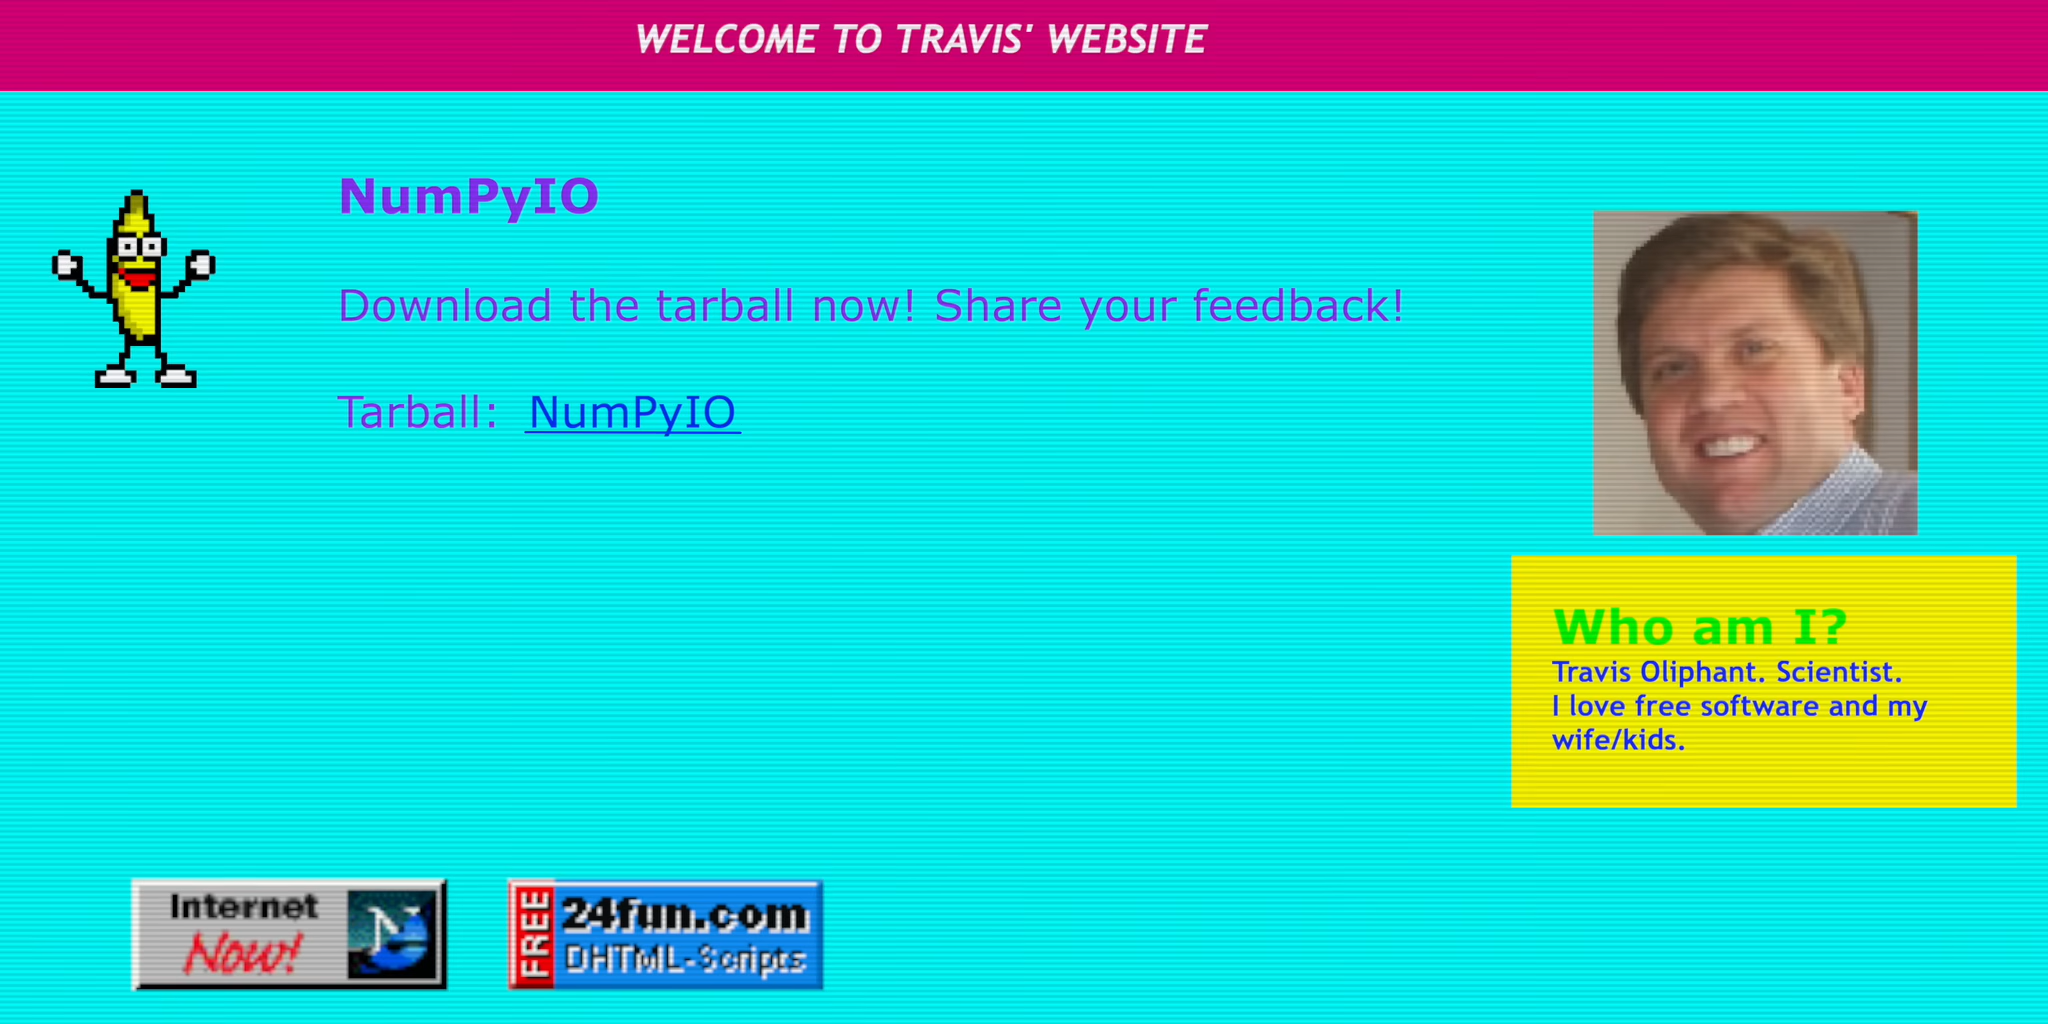 WELCOME TO TRAVIS' WEBSITE
NumPyIO
Download the tarball now! Share your feedback!
Tarball: NumPyIO
Who am I?
Travis Oliphant. Scientist.
I love free software and my
wife/kids.
Internet
Now!
N
FREE
24fun.com
DHTML-Scripts